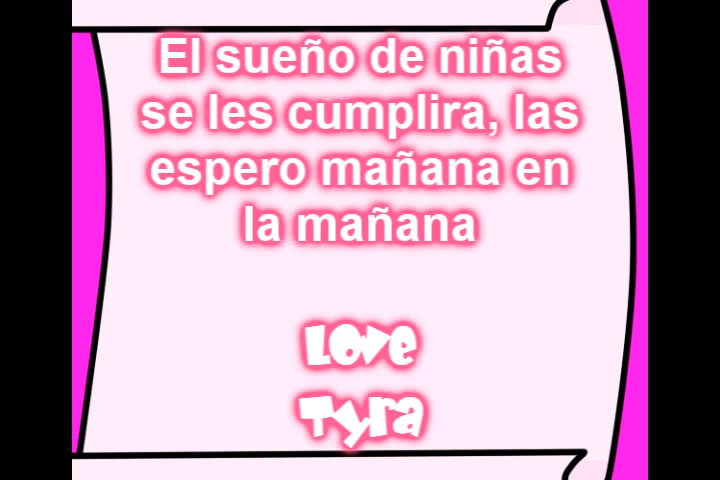 El sueño de niñas
se les cumplira, las
espero mañana en
la mañana
Love
Tyra